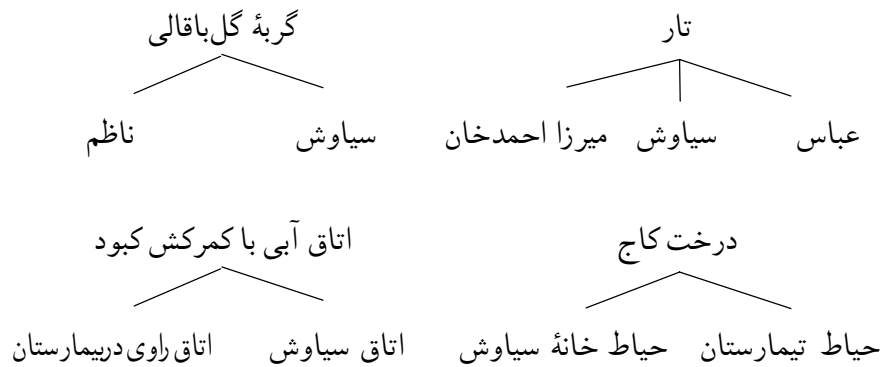 تار	گربهٔ گل‌باقالی
عباس	سیاوش	میرزا احمدخان	سیاوش	ناظم
درخت کاج	اتاق آبی با کمرکش کبود
حیاط تیمارستان	حیاط خانهٔ سیاوش	اتاق سیاوش	اتاق راوی دربیمارستان